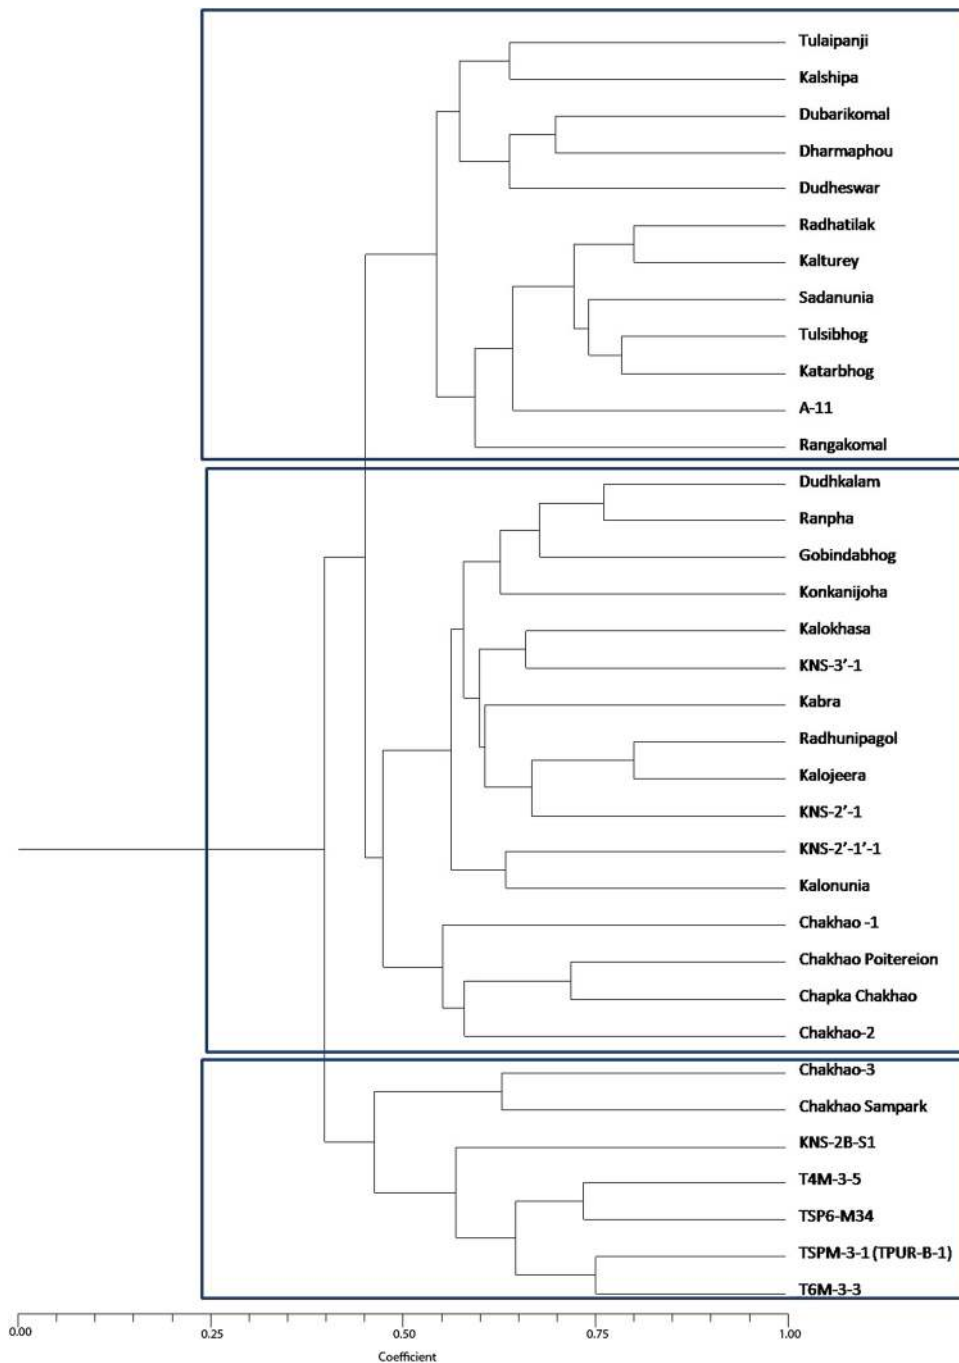 Tulaipanji
Kalshipa
Dubarikomal
Dharmaphou
Dudheswar
Radhatilak
Kalturey
Sadanunia
Tulsibhog
Katarbhog
A-11
Rangakomal
Dudhkalam
Ranpha
Gobindabhog
Konkanijoha
Kalokhasa
KNS-3’-1
Kabra
Radhunipagol
Kalojeera
KNS-2’-1
KNS-2’-1’-1
Kalonunia
Chakhao -1
Chakhao Poitereion
Chapka Chakhao
Chakhao-2
Chakhao-3
Chakhao Sampark
KNS-2B-S1
T4M-3-5
TSP6-M34
TSPM-3-1 (TPUR-B-1)
T6M-3-3
0.00 0.25 0.50 0.75 1.00
Coefficient